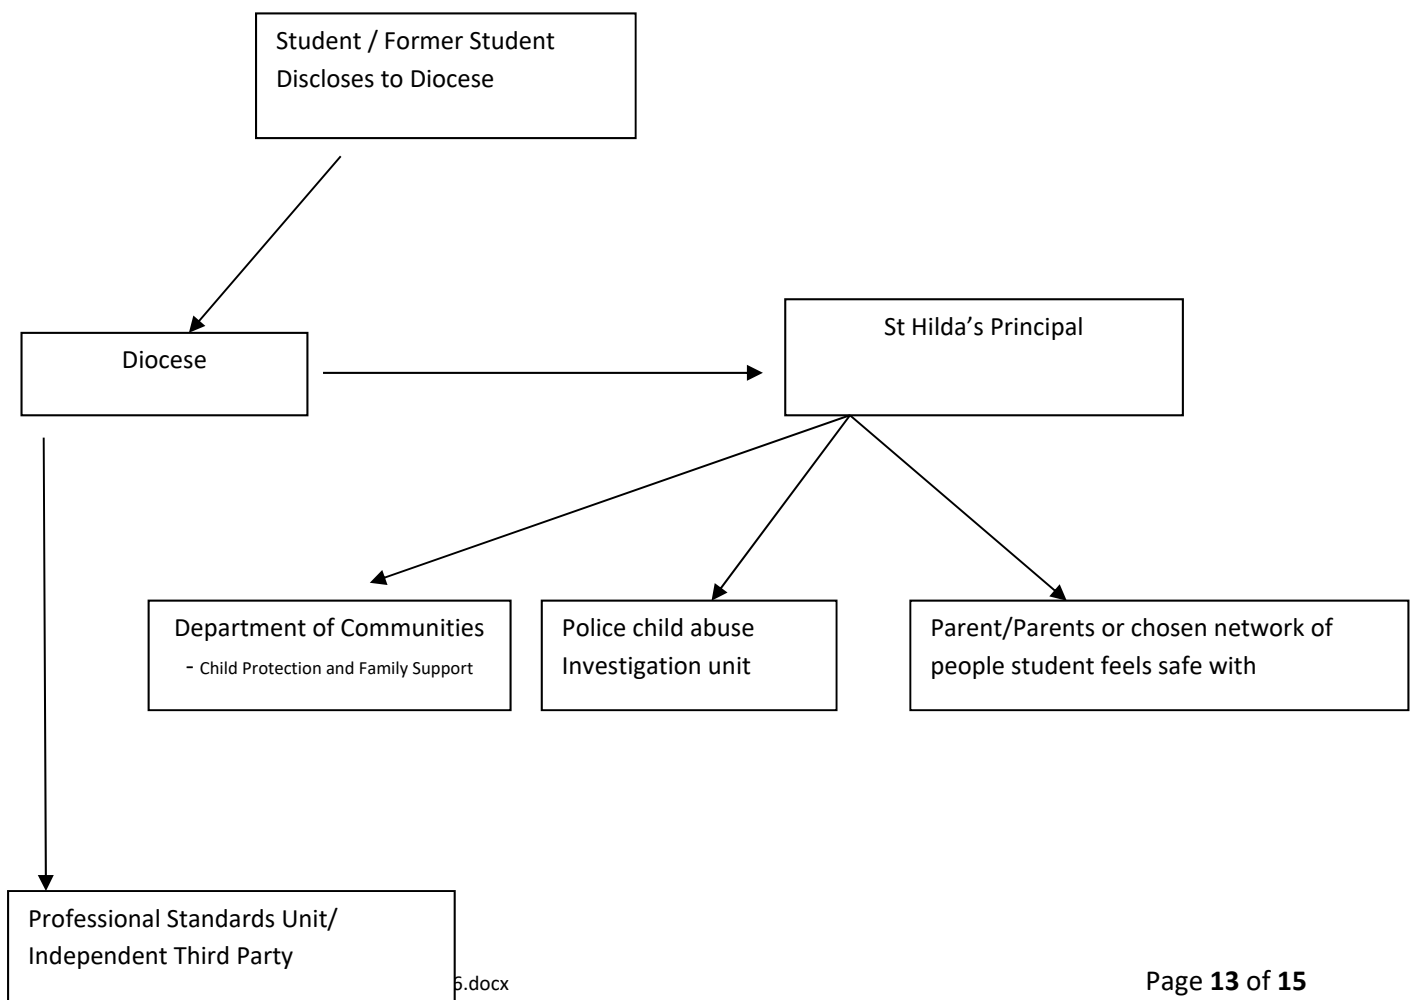 Student / Former Student
Discloses to Diocese
St Hilda’s Principal
Diocese
Department of Communities
- Child Protection and Family Support
Police child abuse
Investigation unit
Parent/Parents or chosen network of
people student feels safe with
Professional Standards Unit/
Independent Third Party
.docx
Page 13 of 15